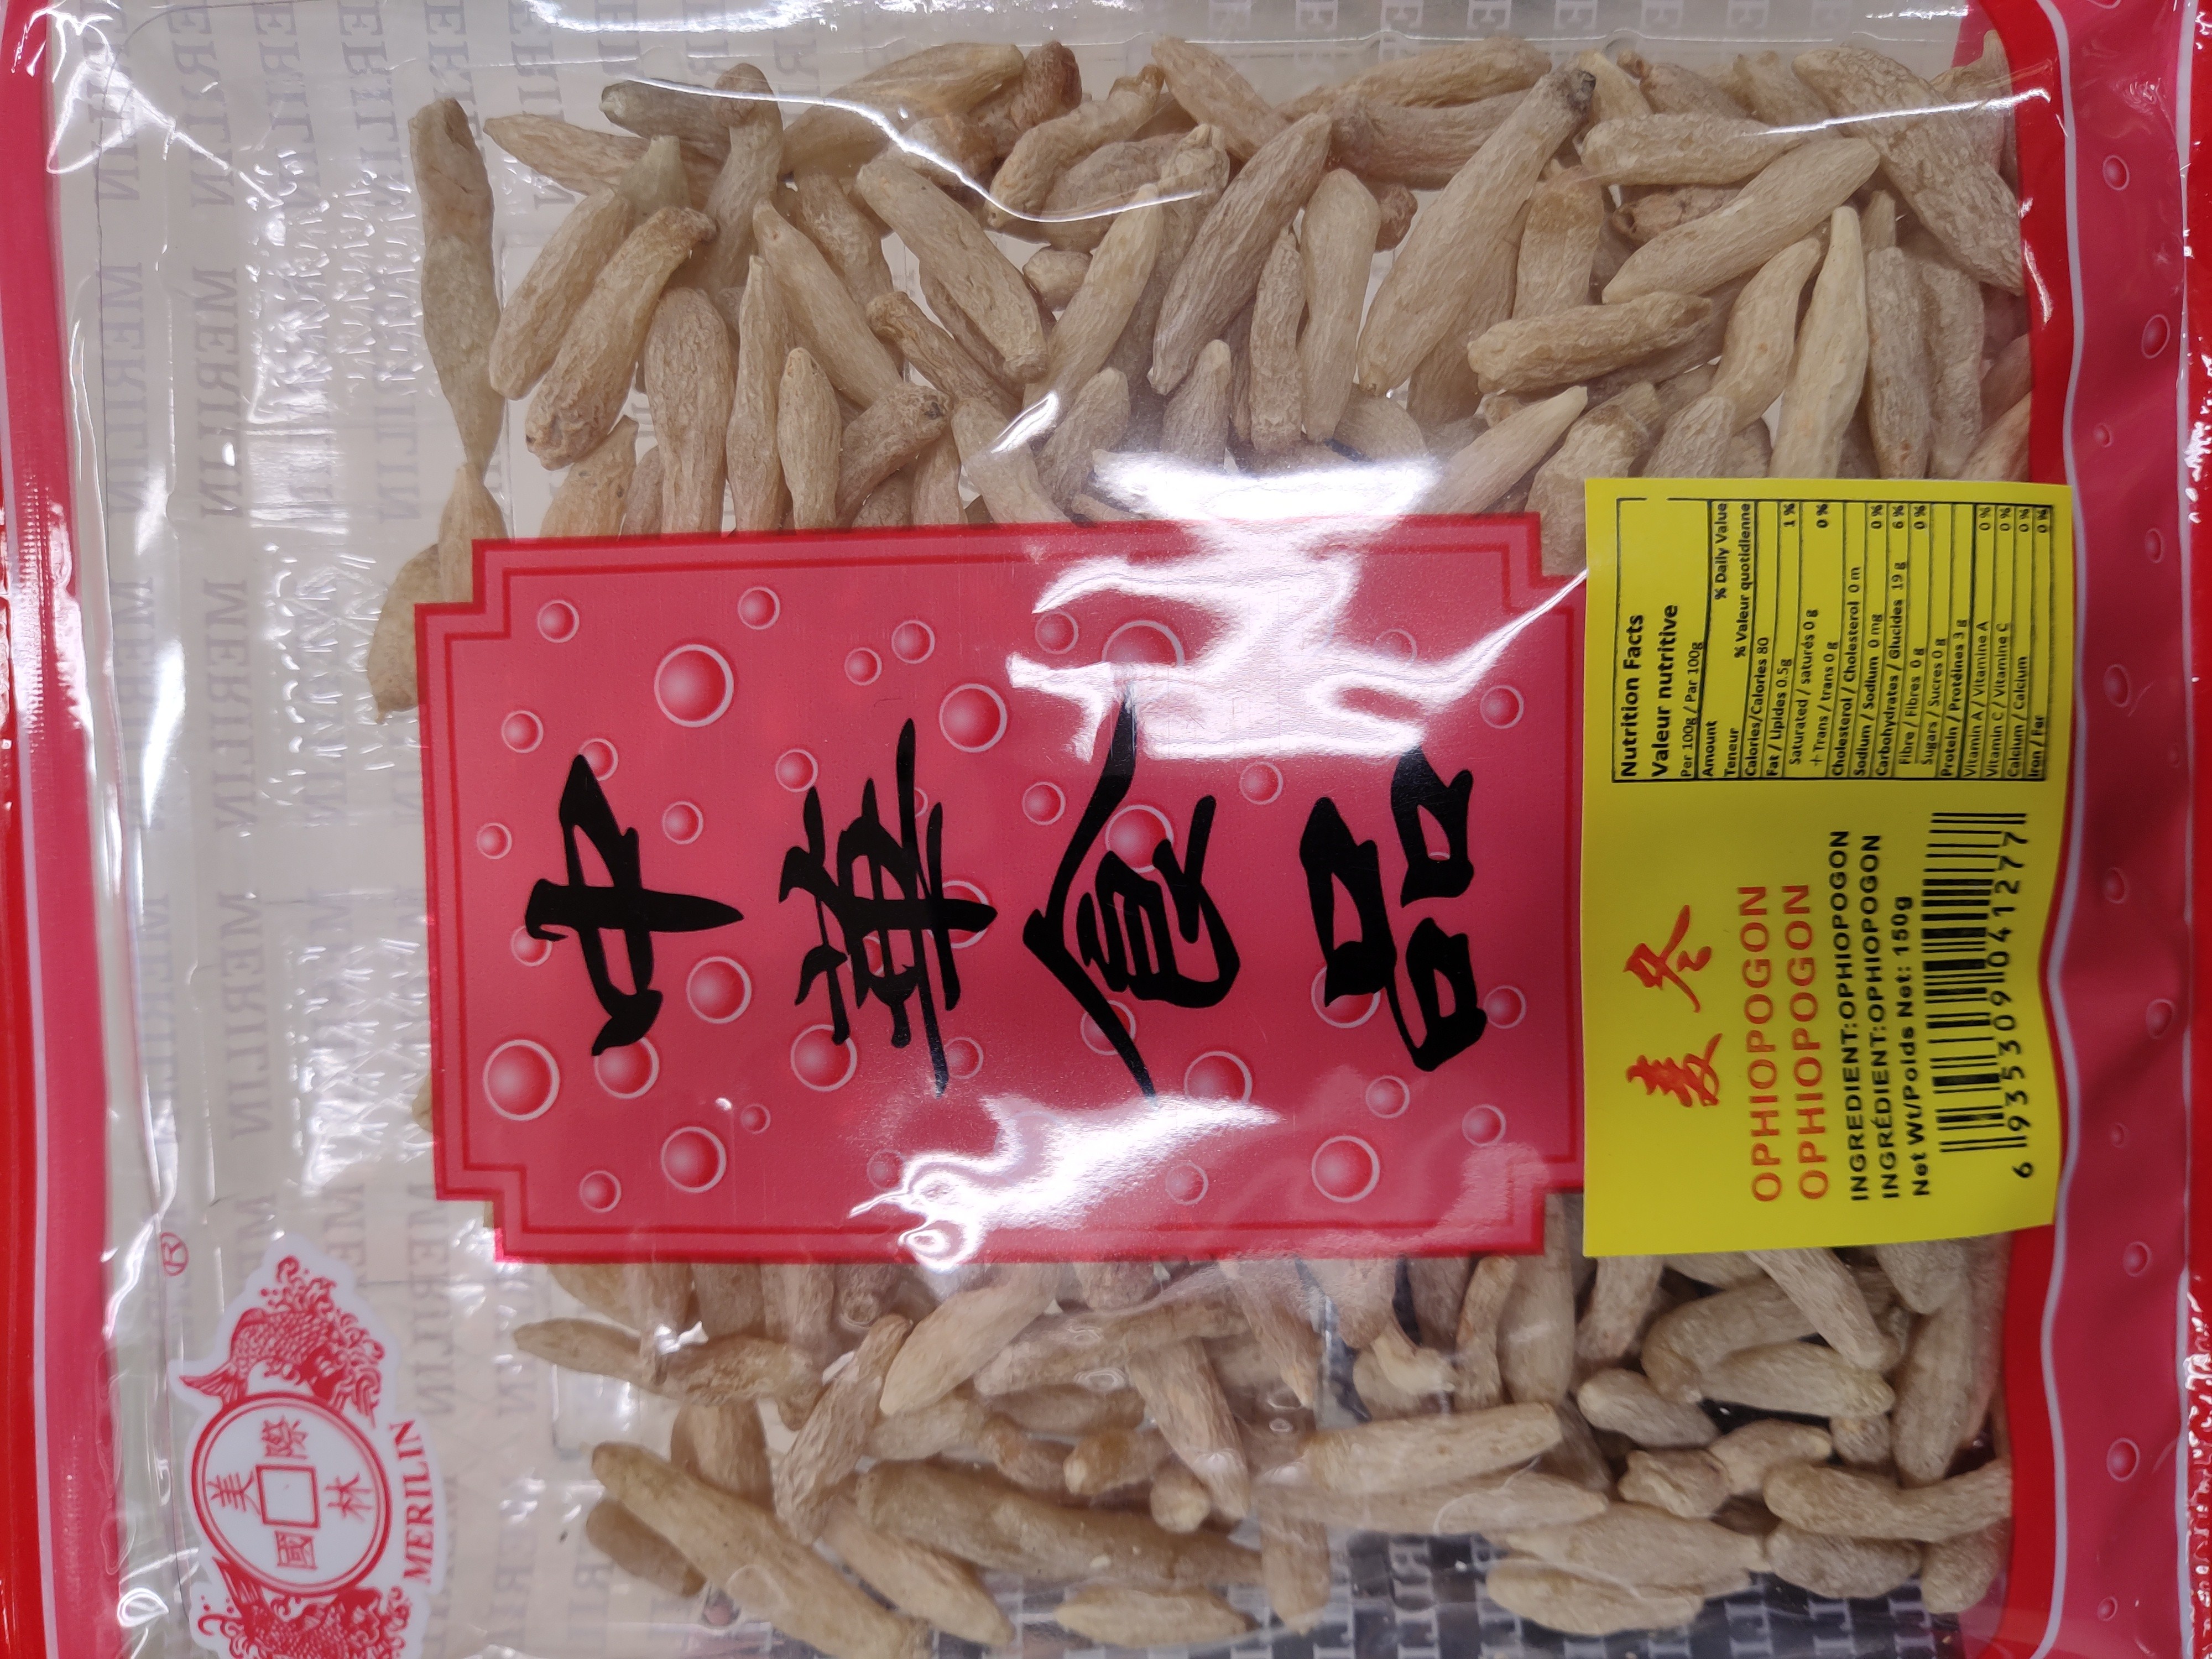 美國
林際
MERILIN
®
中華食品
麦冬
OPHIOPOGON
OPHIOPOGON
INGREDIENT:OPHIOPOGON
INGRÉDIENT:OPHIOPOGON
Net Wt/Poids Net: 150g
6 935309 041277
Nutrition Facts
Valeur nutritive
Per 100g / Par 100g
Amount % Daily Value
Teneur % Valeur quotidienne
Calories/Calories 80
Fat / Lipides 0.5g 1 %
Saturated / saturés 0 g
+ Trans / trans 0 g 0%
Cholesterol / Cholesterol 0 m
Sodium / Sodium 0 mg 0%
Carbohydrates / Glucides 19 g 6 %
Fibre / Fibres 0 g 0 %
Sugars / Sucres 0 g
Protein / Protéines 3 g
Vitamin A / Vitamine A 0 %
Vitamin C / Vitamine C 0 %
Calcium / Calcium 0 %
Iron / Fer 0 %